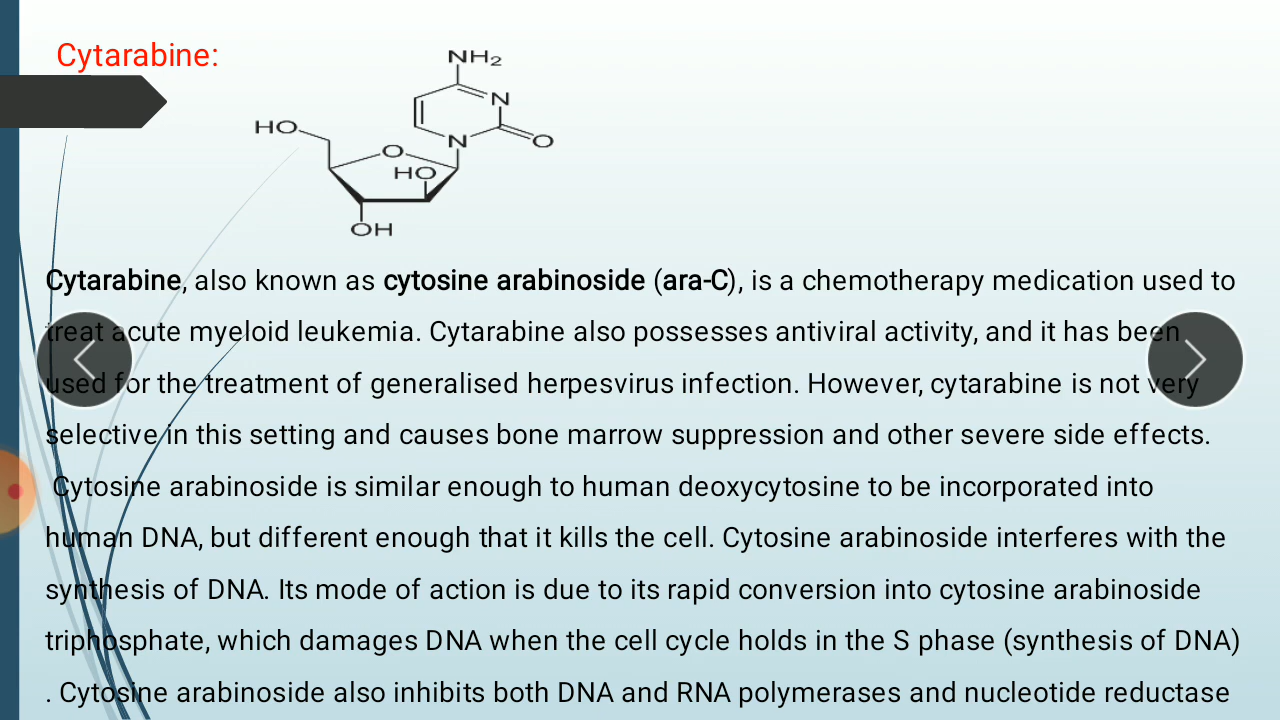 Cytarabine:
NH2
N
HO
O
N
O
HO
OH
Cytarabine, also known as cytosine arabinoside (ara-C), is a chemotherapy medication used to
treat acute myeloid leukemia. Cytarabine also possesses antiviral activity, and it has been
used for the treatment of generalised herpesvirus infection. However, cytarabine is not very
selective in this setting and causes bone marrow suppression and other severe side effects.
Cytosine arabinoside is similar enough to human deoxycytosine to be incorporated into
human DNA, but different enough that it kills the cell. Cytosine arabinoside interferes with the
synthesis of DNA. Its mode of action is due to its rapid conversion into cytosine arabinoside
triphosphate, which damages DNA when the cell cycle holds in the S phase (synthesis of DNA)
. Cytosine arabinoside also inhibits both DNA and RNA polymerases and nucleotide reductase